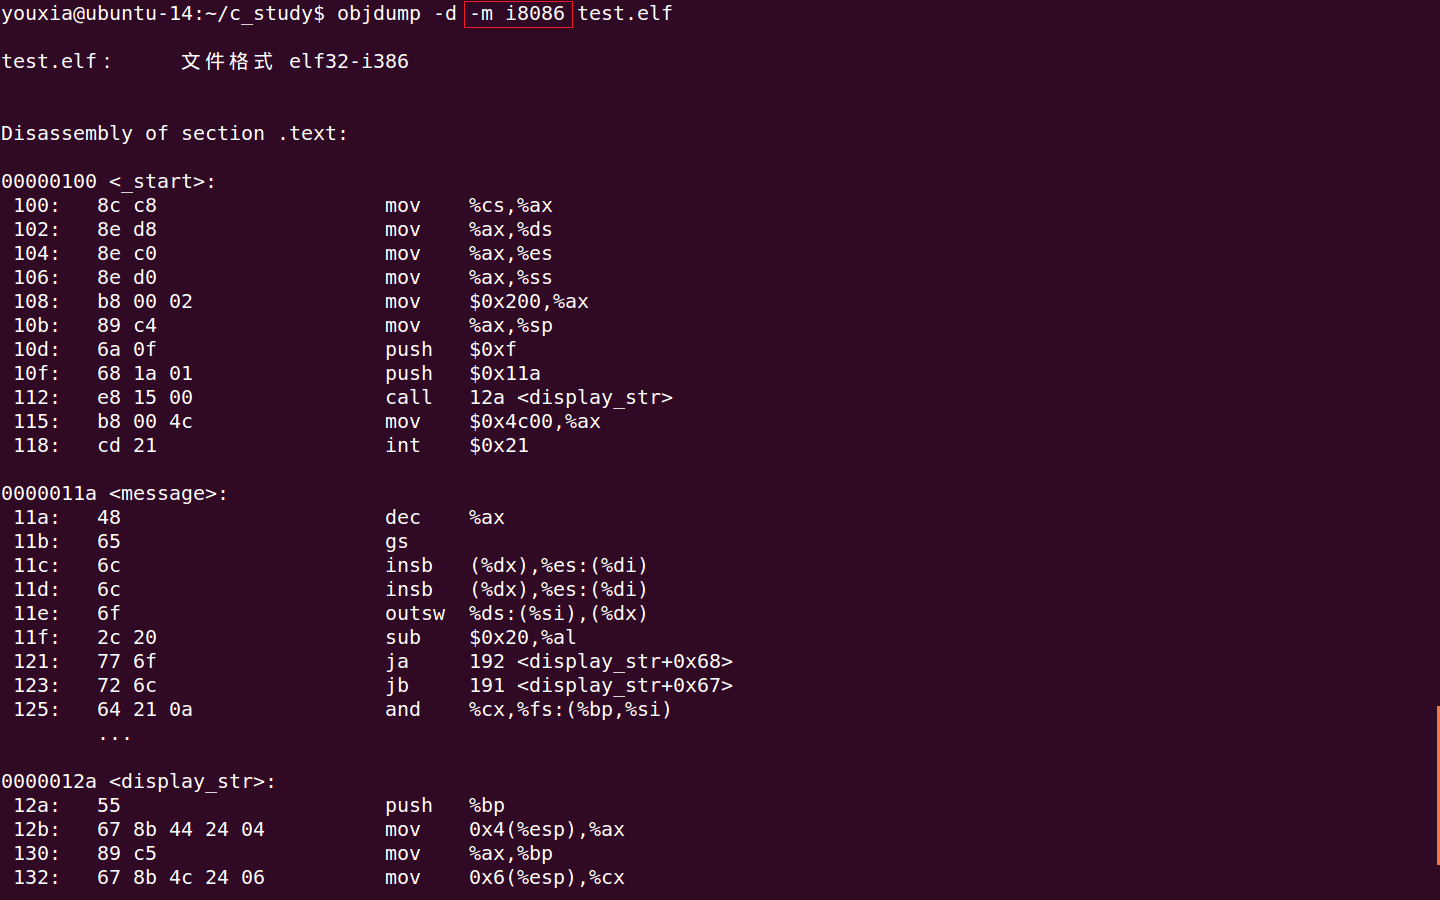 youxia@ubuntu-14:~/c_study$ objdump -d -m i8086 test.elf
test.elf：     文件格式 elf32-i386
Disassembly of section .text:
00000100 <_start>:
 100:   8c c8                   mov    %cs,%ax
 102:   8e d8                   mov    %ax,%ds
 104:   8e c0                   mov    %ax,%es
 106:   8e d0                   mov    %ax,%ss
 108:   b8 00 02                mov    $0x200,%ax
 10b:   89 c4                   mov    %ax,%sp
 10d:   6a 0f                   push   $0xf
 10f:   68 1a 01                push   $0x11a
 112:   e8 15 00                call   12a <display_str>
 115:   b8 00 4c                mov    $0x4c00,%ax
 118:   cd 21                   int    $0x21
0000011a <message>:
 11a:   48                      dec    %ax
 11b:   65                      gs
 11c:   6c                      insb   (%dx),%es:(%di)
 11d:   6c                      insb   (%dx),%es:(%di)
 11e:   6f                      outsw  %ds:(%si),(%dx)
 11f:   2c 20                   sub    $0x20,%al
 121:   77 6f                   ja     192 <display_str+0x68>
 123:   72 6c                   jb     191 <display_str+0x67>
 125:   64 21 0a                and    %cx,%fs:(%bp,%si)
        ...
0000012a <display_str>:
 12a:   55                      push   %bp
 12b:   67 8b 44 24 04          mov    0x4(%esp),%ax
 130:   89 c5                   mov    %ax,%bp
 132:   67 8b 4c 24 06          mov    0x6(%esp),%cx